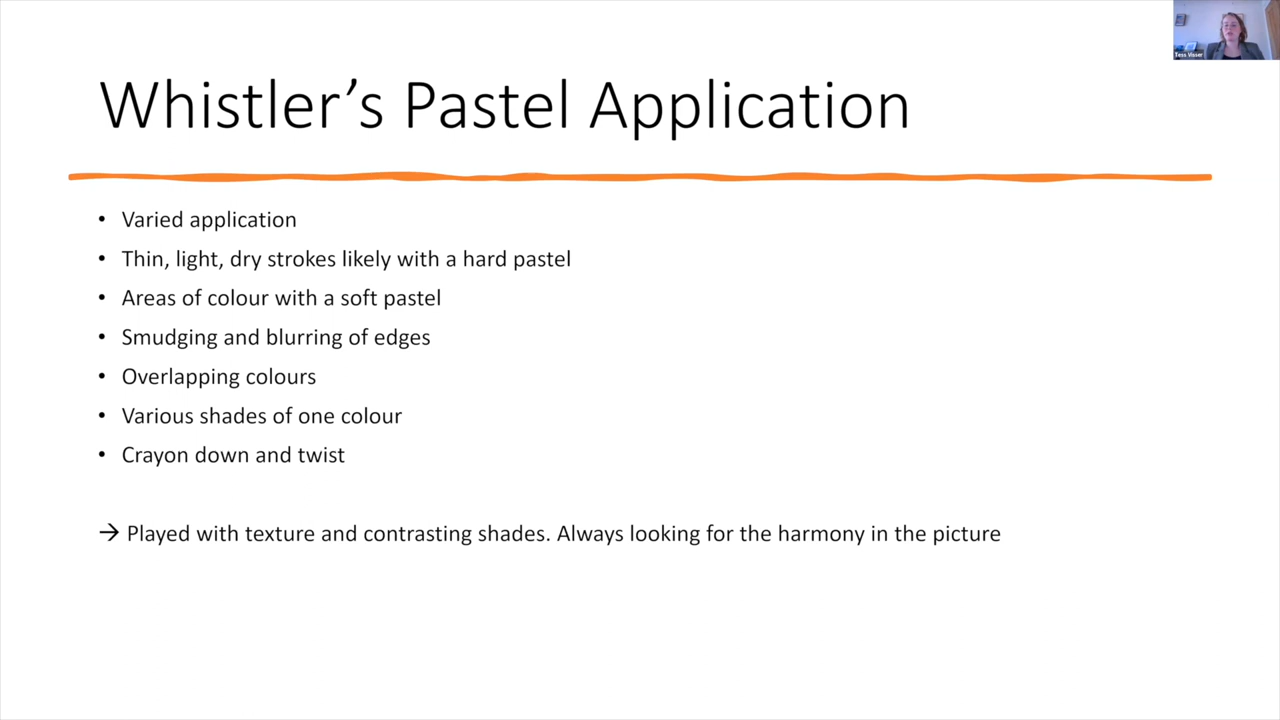 Tess Visser
Whistler’s Pastel Application
• Varied application
• Thin, light, dry strokes likely with a hard pastel
• Areas of colour with a soft pastel
• Smudging and blurring of edges
• Overlapping colours
• Various shades of one colour
• Crayon down and twist
→ Played with texture and contrasting shades. Always looking for the harmony in the picture